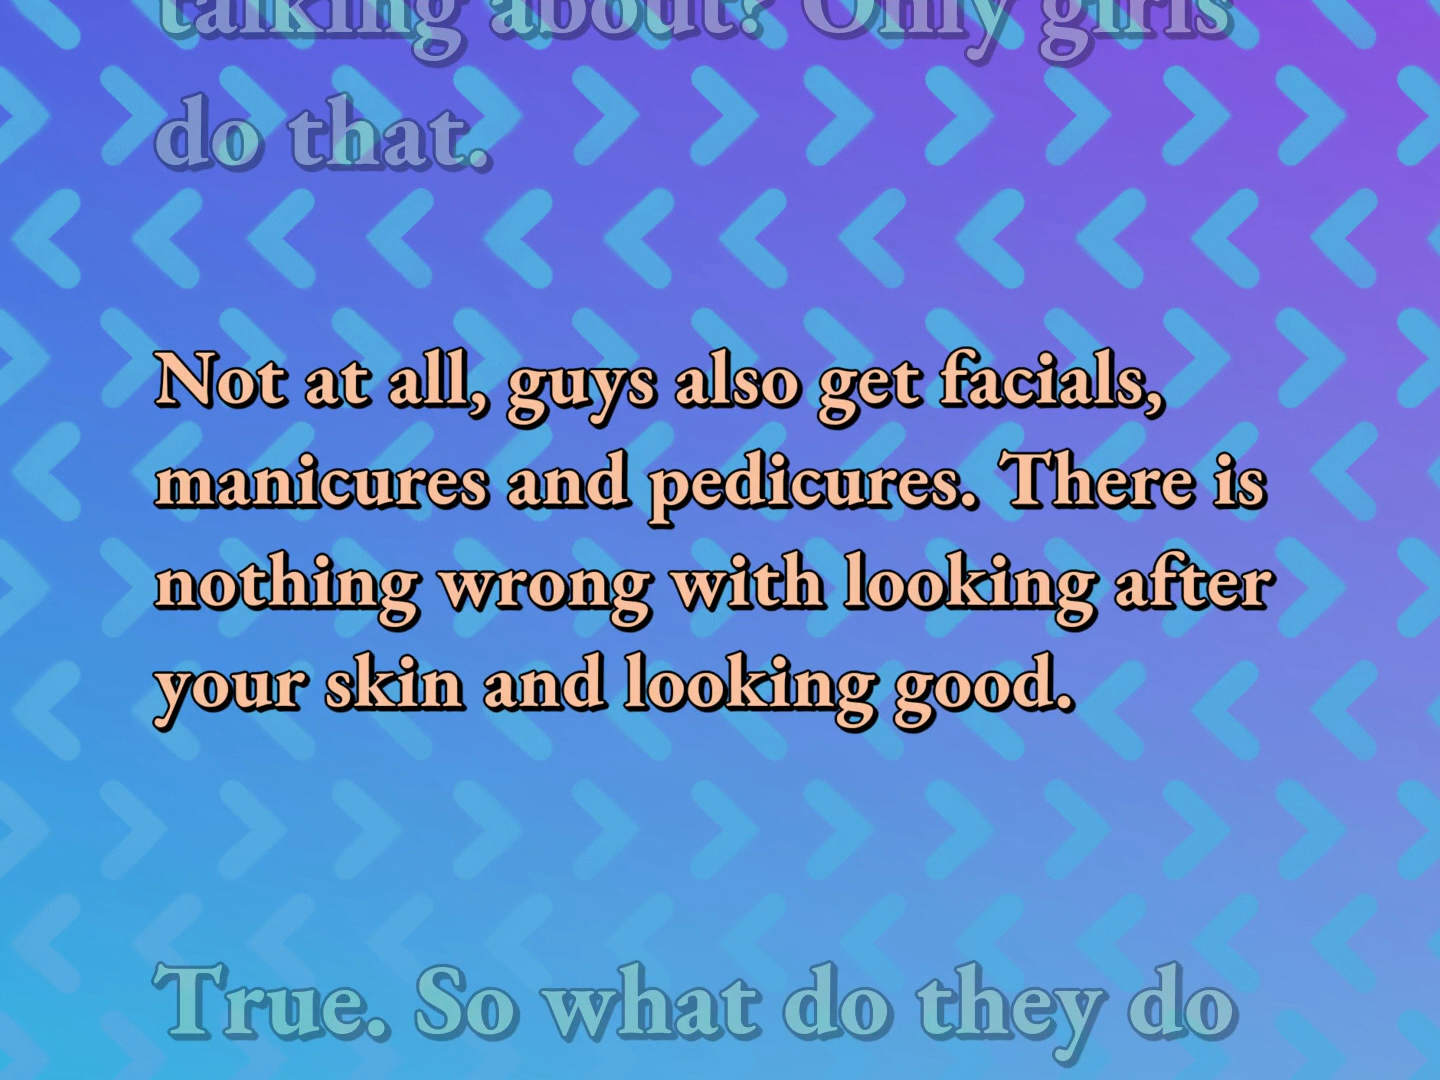 talking about? Only girls
do that.
Not at all, guys also get facials,
manicures and pedicures. There is
nothing wrong with looking after
your skin and looking good.
True. So what do they do